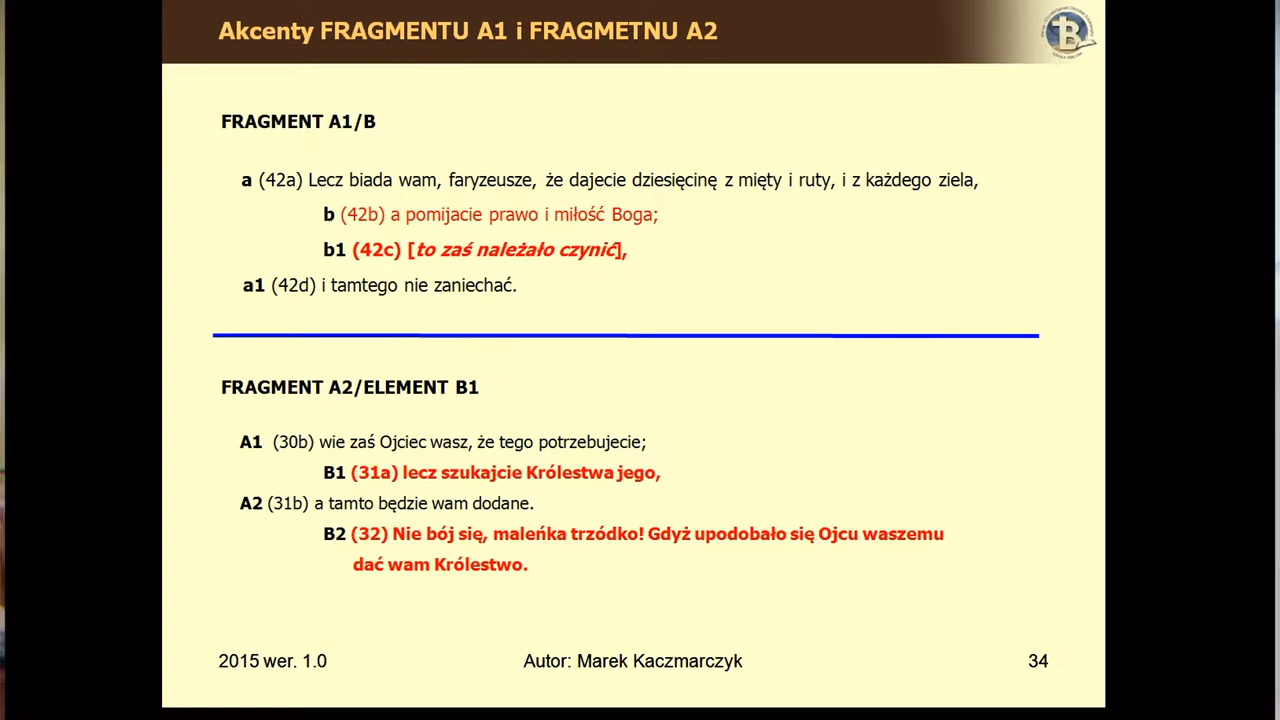 Akcenty FRAGMENTU A1 i FRAGMETNU A2
B
FRAGMENT A1/B
a (42a) Lecz biada wam, faryzeusze, że dajecie dziesięcinę z mięty i ruty, i z każdego ziela,
b (42b) a pomijacie prawo i miłość Boga;
b1 (42c) [to zaś należało czynić],
a1 (42d) i tamtego nie zaniechać.
FRAGMENT A2/ELEMENT B1
A1 (30b) wie zaś Ojciec wasz, że tego potrzebujecie;
B1 (31a) lecz szukajcie Królestwa jego,
A2 (31b) a tamto będzie wam dodane.
B2 (32) Nie bój się, maleńka trzódko! Gdyż upodobało się Ojcu waszemu
dać wam Królestwo.
2015 wer. 1.0 Autor: Marek Kaczmarczyk 34